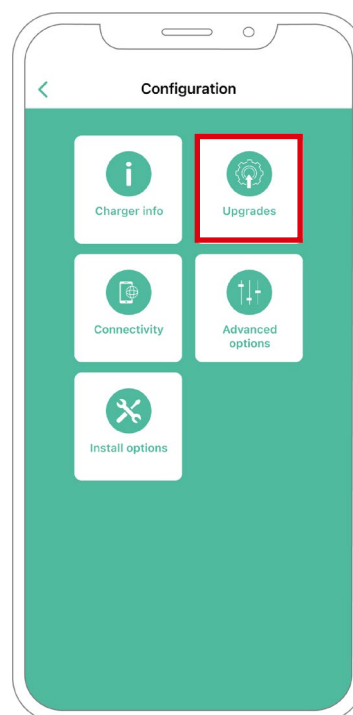 Configuration
Charger info
Upgrades
Connectivity
Advanced
options
Install options